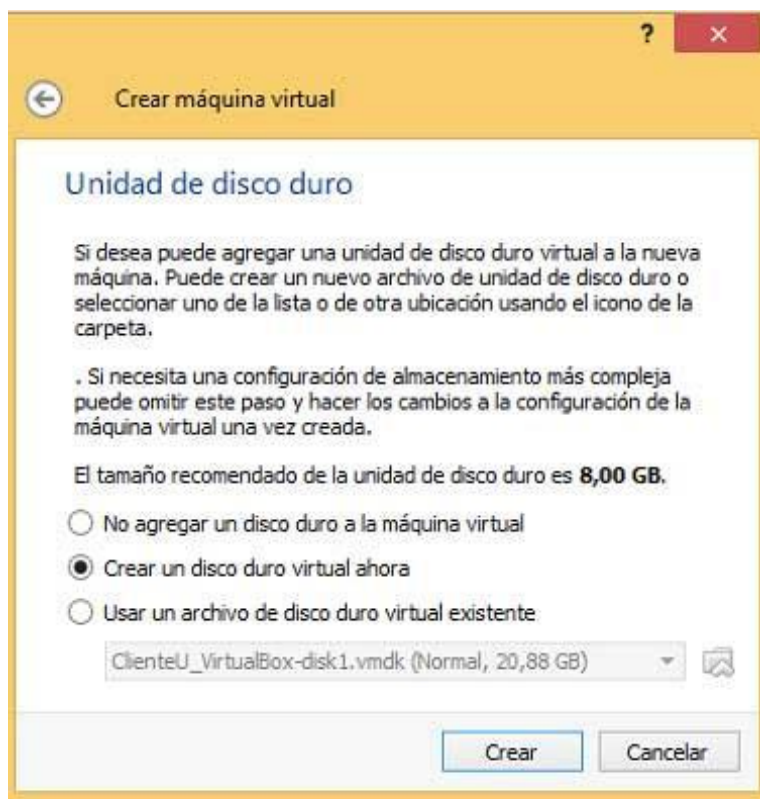 ?
Crear máquina virtual
Unidad de disco duro
Si desea puede agregar una unidad de disco duro virtual a la nueva
máquina. Puede crear un nuevo archivo de unidad de disco duro o
seleccionar uno de la lista o de otra ubicación usando el icono de la
carpeta.
. Si necesita una configuración de almacenamiento más compleja
puede omitir este paso y hacer los cambios a la configuración de la
máquina virtual una vez creada.
El tamaño recomendado de la unidad de disco duro es 8,00 GB.
No agregar un disco duro a la máquina virtual
Crear un disco duro virtual ahora
Usar un archivo de disco duro virtual existente
ClienteU_VirtualBox-disk1.vmdk (Normal, 20,88 GB)
Crear Cancelar